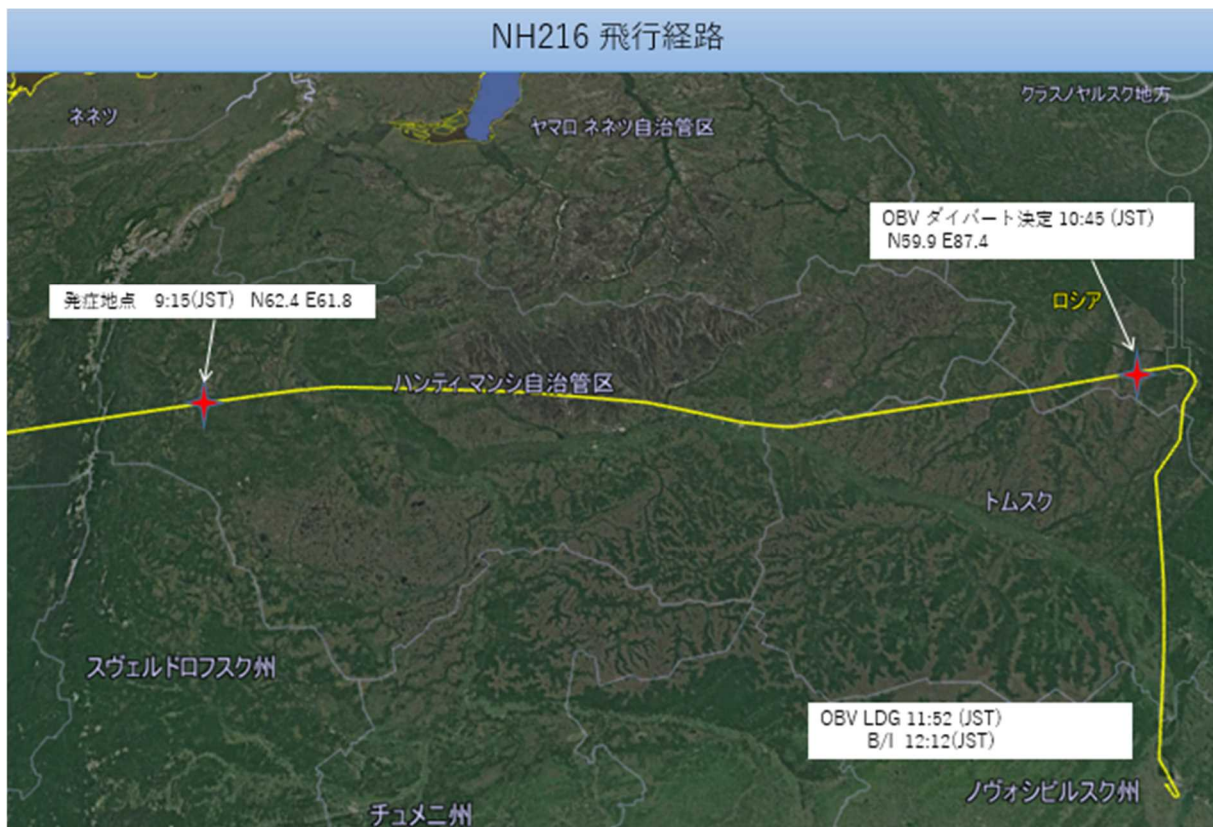 NH216 飛行経路
ネネツ
ヤマロ ネネツ自治管区
クラスノヤルスク地方
OBV ダイバート決定 10:45 (JST)
N59.9 E87.4
発症地点 9:15(JST) N62.4 E61.8
ロシア
ハンティ マンシ自治管区
トムスク
スヴェルドロフスク州
OBV LDG 11:52 (JST)
B/I 12:12(JST)
ノヴォシビルスク州
チュメニ州